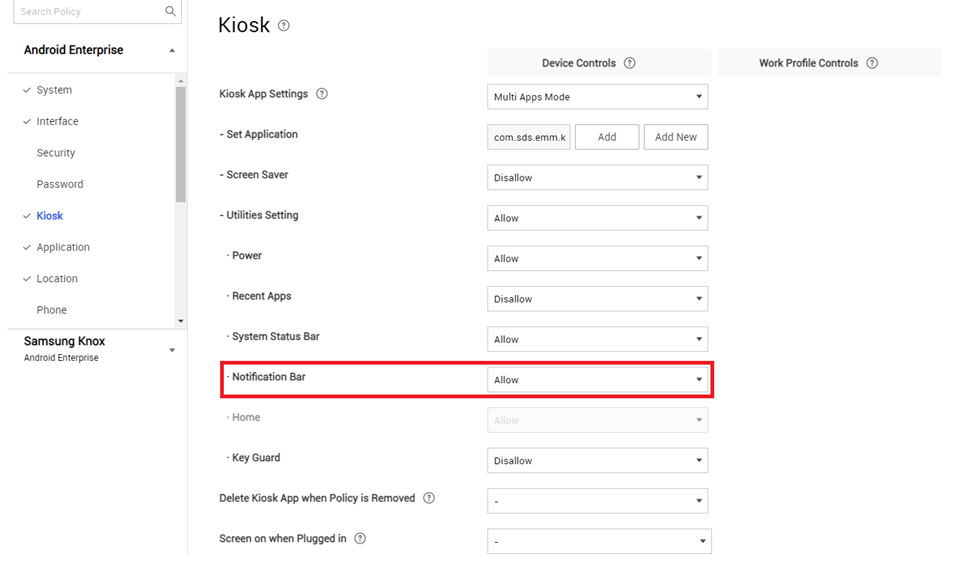 Search Policy
Kiosk ?
Android Enterprise
Device Controls ? Work Profile Controls ?
System
Interface
Security
Password
Kiosk
Application
Location
Phone
Samsung Knox
Android Enterprise
Kiosk App Settings ? Multi Apps Mode
- Set Application com.sds.emm.k Add Add New
- Screen Saver Disallow
- Utilities Setting Allow
· Power Allow
· Recent Apps Disallow
· System Status Bar Allow
· Notification Bar Allow
· Home Allow
· Key Guard Disallow
Delete Kiosk App when Policy is Removed ? -
Screen on when Plugged in ? -